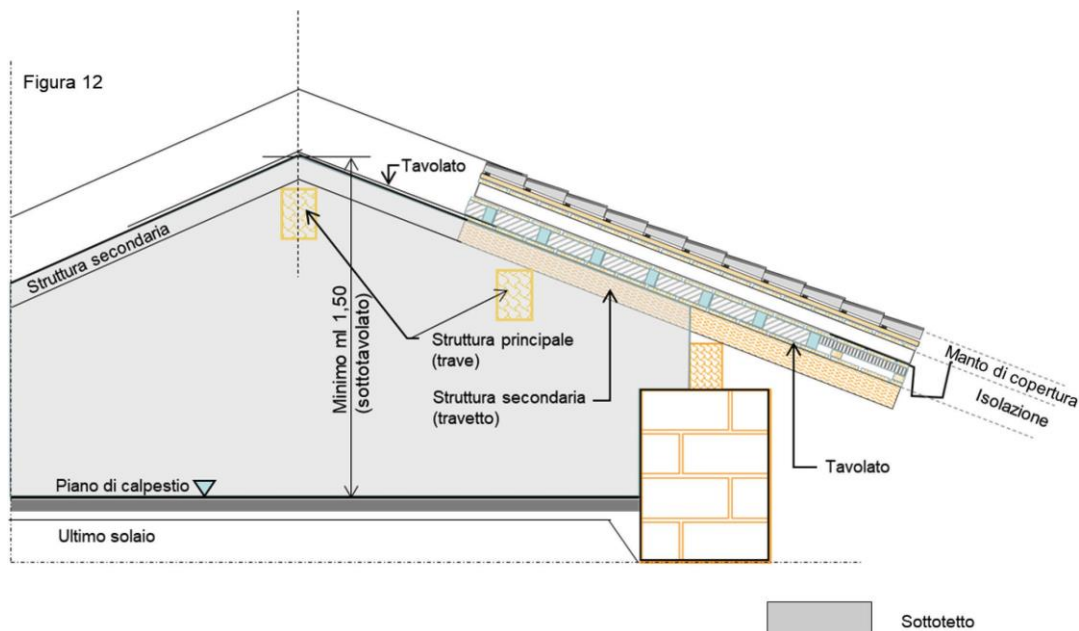 Figura 12
Tavolato
Struttura secondaria
Minimo ml 1,50
(sottotavolato)
Struttura principale
(trave)
Struttura secondaria
(travetto)
Manto di copertura
Isolazione
Tavolato
Piano di calpestio
Ultimo solaio
Sottotetto